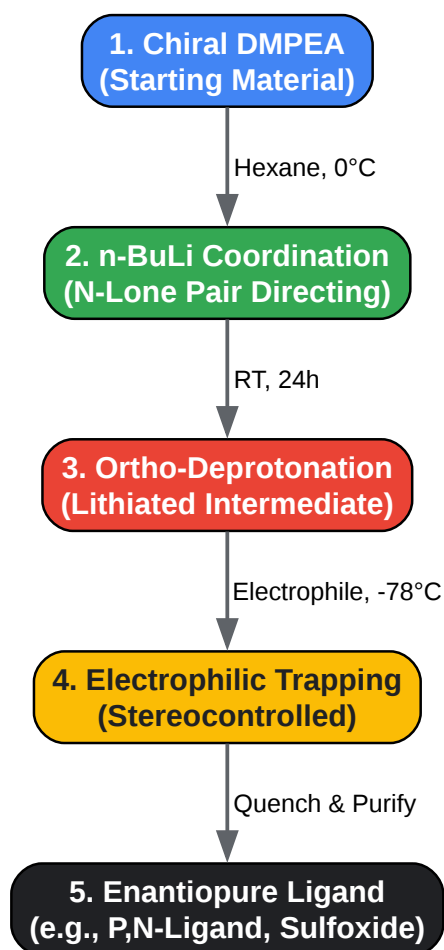 1. Chiral DMPEA
(Starting Material)
Hexane, 0°C
2. n-BuLi Coordination
(N-Lone Pair Directing)
RT, 24h
3. Ortho-Deprotonation
(Lithiated Intermediate)
Electrophile, -78°C
4. Electrophilic Trapping
(Stereocontrolled)
Quench & Purify
5. Enantiopure Ligand
(e.g., P,N-Ligand, Sulfoxide)